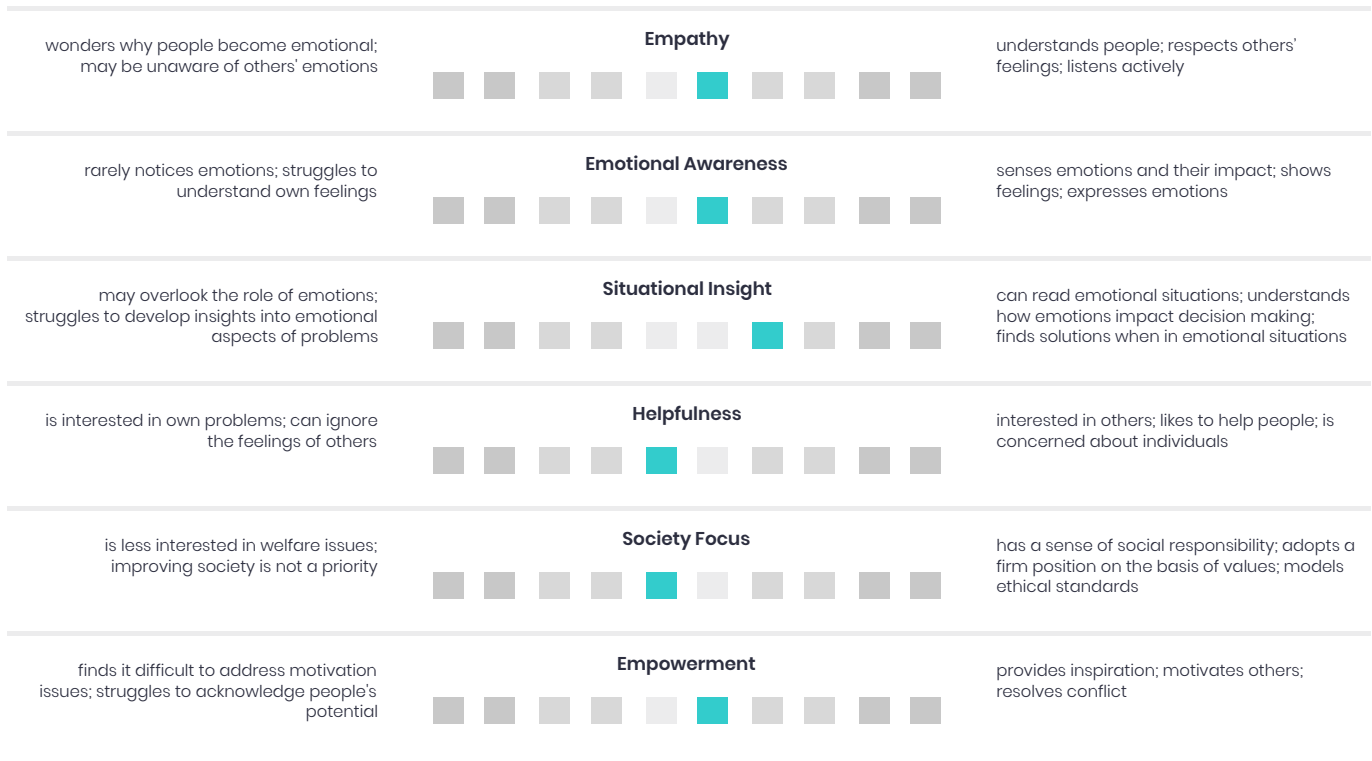 Empathy
wonders why people become emotional;
may be unaware of others' emotions
understands people; respects others'
feelings; listens actively
Emotional Awareness
rarely notices emotions; struggles to
understand own feelings
senses emotions and their impact; shows
feelings; expresses emotions
Situational Insight
may overlook the role of emotions;
struggles to develop insights into emotional
aspects of problems
can read emotional situations; understands
how emotions impact decision making;
finds solutions when in emotional situations
Helpfulness
is interested in own problems; can ignore
the feelings of others
interested in others; likes to help people; is
concerned about individuals
Society Focus
is less interested in welfare issues;
improving society is not a priority
has a sense of social responsibility; adopts a
firm position on the basis of values; models
ethical standards
Empowerment
finds it difficult to address motivation
issues; struggles to acknowledge people's
potential
provides inspiration; motivates others;
resolves conflict